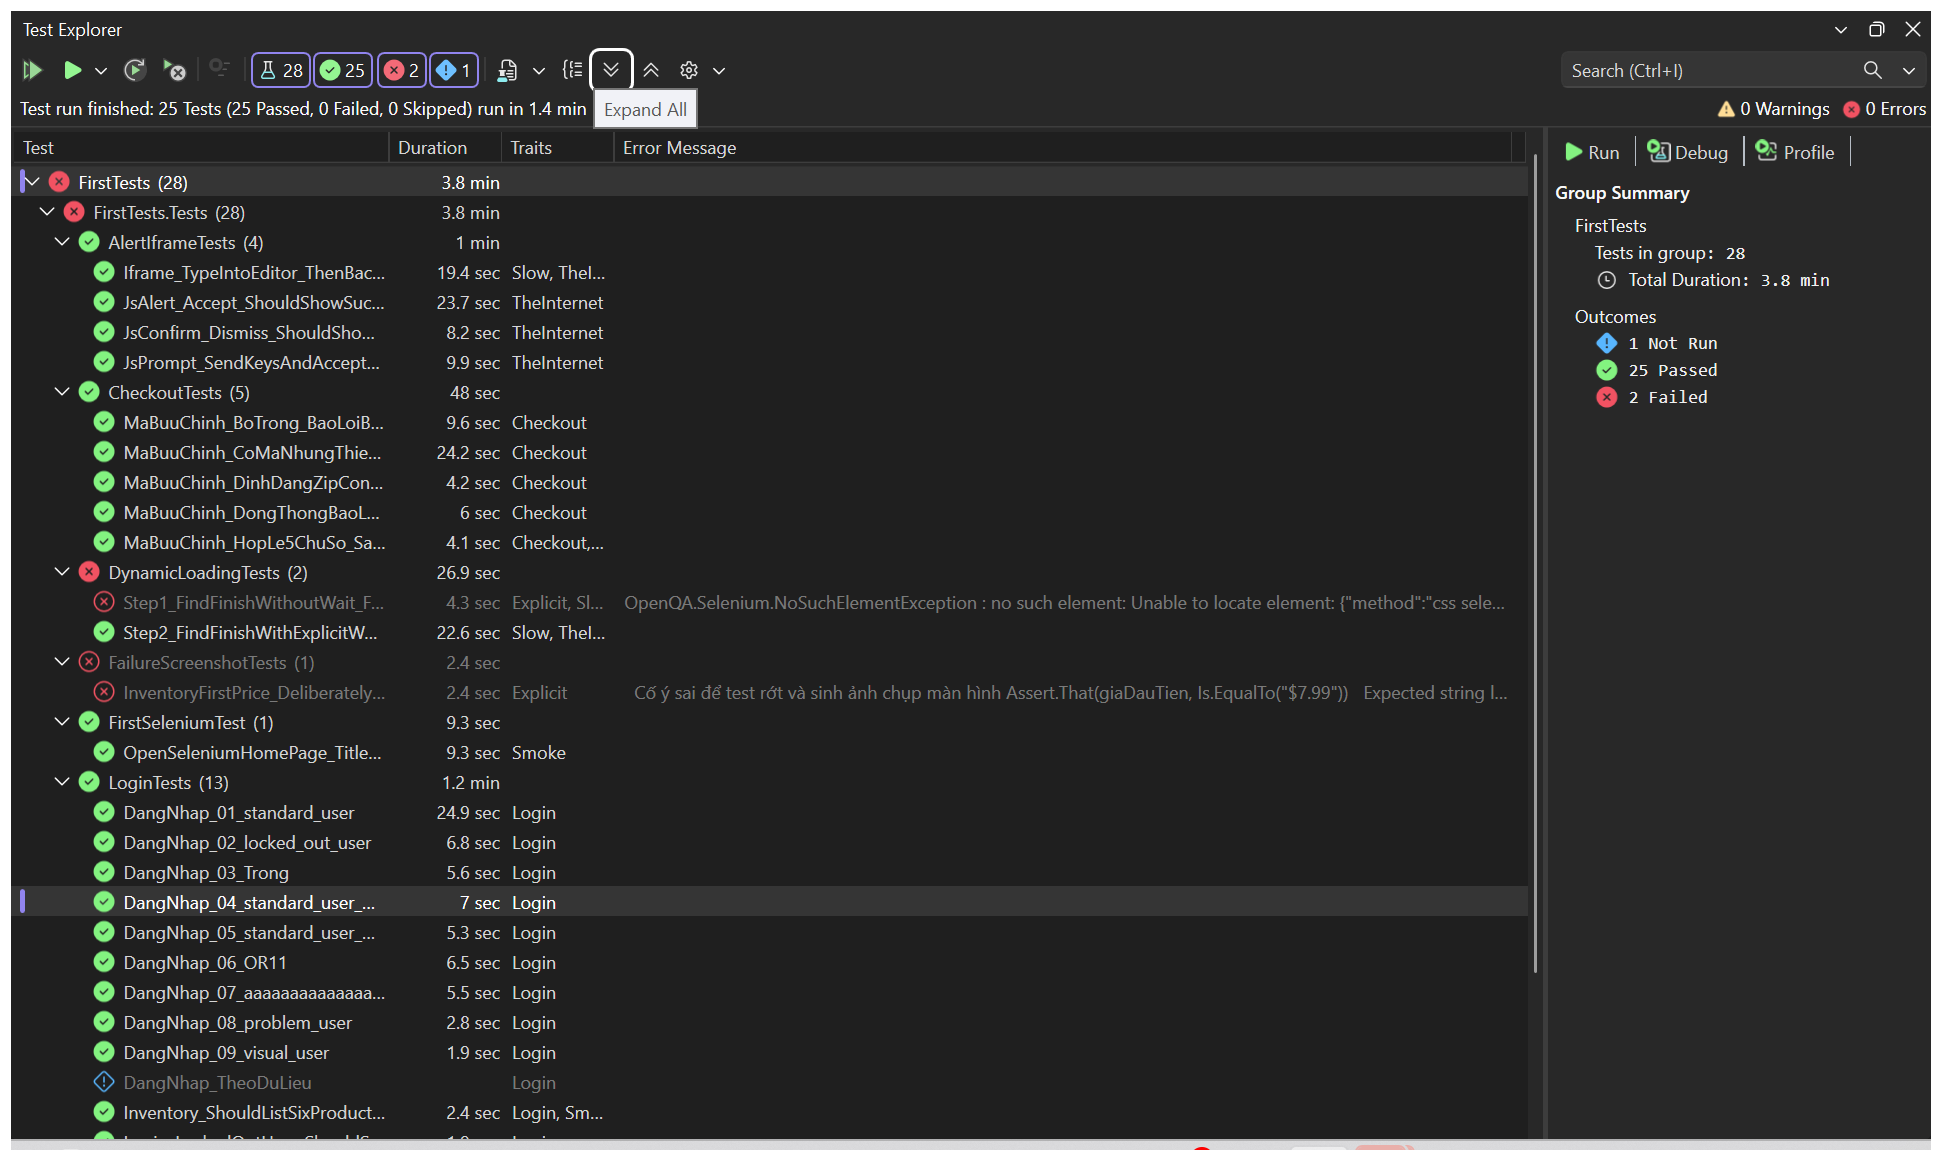 Test Explorer
28 25 2 1
Search (Ctrl+I)
Test run finished: 25 Tests (25 Passed, 0 Failed, 0 Skipped) run in 1.4 min
Expand All
0 Warnings 0 Errors
Test Duration Traits Error Message
FirstTests (28) 3.8 min
FirstTests.Tests (28) 3.8 min
AlertIframeTests (4) 1 min
Iframe_TypeIntoEditor_ThenBac... 19.4 sec Slow, TheI...
JsAlert_Accept_ShouldShowSuc... 23.7 sec TheInternet
JsConfirm_Dismiss_ShouldSho... 8.2 sec TheInternet
JsPrompt_SendKeysAndAccept... 9.9 sec TheInternet
CheckoutTests (5) 48 sec
MaBuuChinh_BoTrong_BaoLoiB... 9.6 sec Checkout
MaBuuChinh_CoMaNhungThie... 24.2 sec Checkout
MaBuuChinh_DinhDangZipCon... 4.2 sec Checkout
MaBuuChinh_DongThongBaoL... 6 sec Checkout
MaBuuChinh_HopLe5ChuSo_Sa... 4.1 sec Checkout,...
DynamicLoadingTests (2) 26.9 sec
Step1_FindFinishWithoutWait_F... 4.3 sec Explicit, Sl... OpenQA.Selenium.NoSuchElementException : no such element: Unable to locate element: {"method":"css sele...
Step2_FindFinishWithExplicitW... 22.6 sec Slow, TheI...
FailureScreenshotTests (1) 2.4 sec
InventoryFirstPrice_Deliberately... 2.4 sec Explicit Cố ý sai để test rớt và sinh ảnh chụp màn hình Assert.That(giaDauTien, Is.EqualTo("$7.99")) Expected string l...
FirstSeleniumTest (1) 9.3 sec
OpenSeleniumHomePage_Title... 9.3 sec Smoke
LoginTests (13) 1.2 min
DangNhap_01_standard_user 24.9 sec Login
DangNhap_02_locked_out_user 6.8 sec Login
DangNhap_03_Trong 5.6 sec Login
DangNhap_04_standard_user_... 7 sec Login
DangNhap_05_standard_user_... 5.3 sec Login
DangNhap_06_OR11 6.5 sec Login
DangNhap_07_aaaaaaaaaaaaaa... 5.5 sec Login
DangNhap_08_problem_user 2.8 sec Login
DangNhap_09_visual_user 1.9 sec Login
DangNhap_TheoDuLieu Login
Inventory_ShouldListSixProduct... 2.4 sec Login, Sm...
Run Debug Profile
Group Summary
FirstTests
Tests in group: 28
Total Duration: 3.8 min
Outcomes
1 Not Run
25 Passed
2 Failed